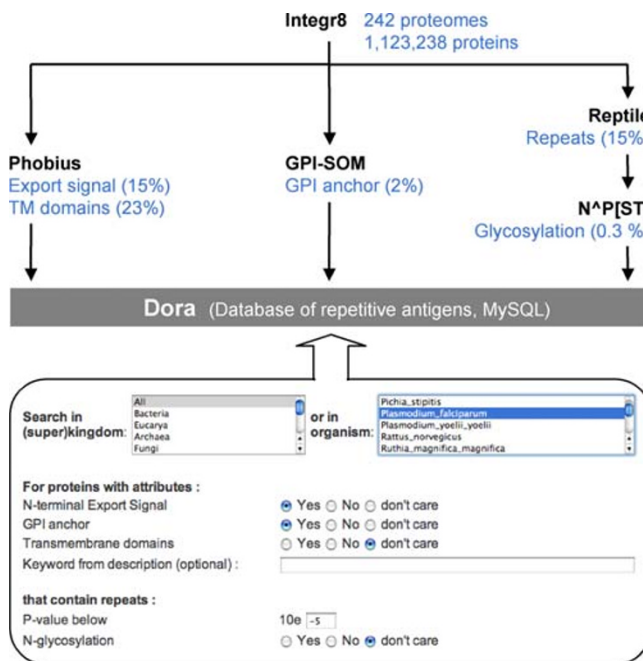 Integr8 242 proteomes
1,123,238 proteins
Phobius
Export signal (15%)
TM domains (23%)
GPI-SOM
GPI anchor (2%)
Reptile
Repeats (15%
N^P[ST
Glycosylation (0.3 %
Dora (Database of repetitive antigens, MySQL)
Search in
(super)kingdom:
All
Bacteria
Eucarya
Archaea
Fungi
or in
organism:
Pichia_stipitis
Plasmodium_falciparum
Plasmodium_yoelii_yoelii
Rattus_norvegicus
Ruthia_magnifica_magnifica
For proteins with attributes :
N-terminal Export Signal Yes No don't care
GPI anchor Yes No don't care
Transmembrane domains Yes No don't care
Keyword from description (optional) :
that contain repeats :
P-value below 10e -5
N-glycosylation Yes No don't care